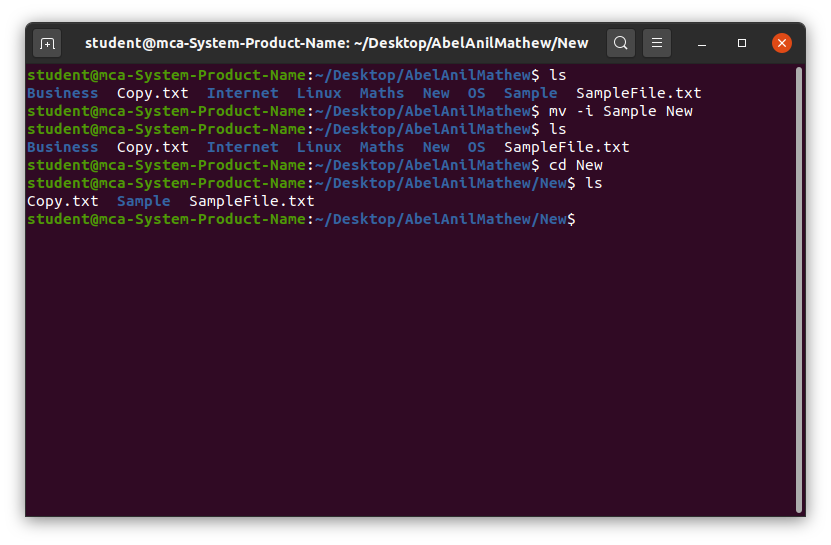 student@mca-System-Product-Name: ~/Desktop/AbelAnilMathew/New
student@mca-System-Product-Name:~/Desktop/AbelAnilMathew$ ls
Business  Copy.txt  Internet  Linux  Maths  New  OS  Sample  SampleFile.txt
student@mca-System-Product-Name:~/Desktop/AbelAnilMathew$ mv -i Sample New
student@mca-System-Product-Name:~/Desktop/AbelAnilMathew$ ls
Business  Copy.txt  Internet  Linux  Maths  New  OS  SampleFile.txt
student@mca-System-Product-Name:~/Desktop/AbelAnilMathew$ cd New
student@mca-System-Product-Name:~/Desktop/AbelAnilMathew/New$ ls
Copy.txt  Sample  SampleFile.txt
student@mca-System-Product-Name:~/Desktop/AbelAnilMathew/New$